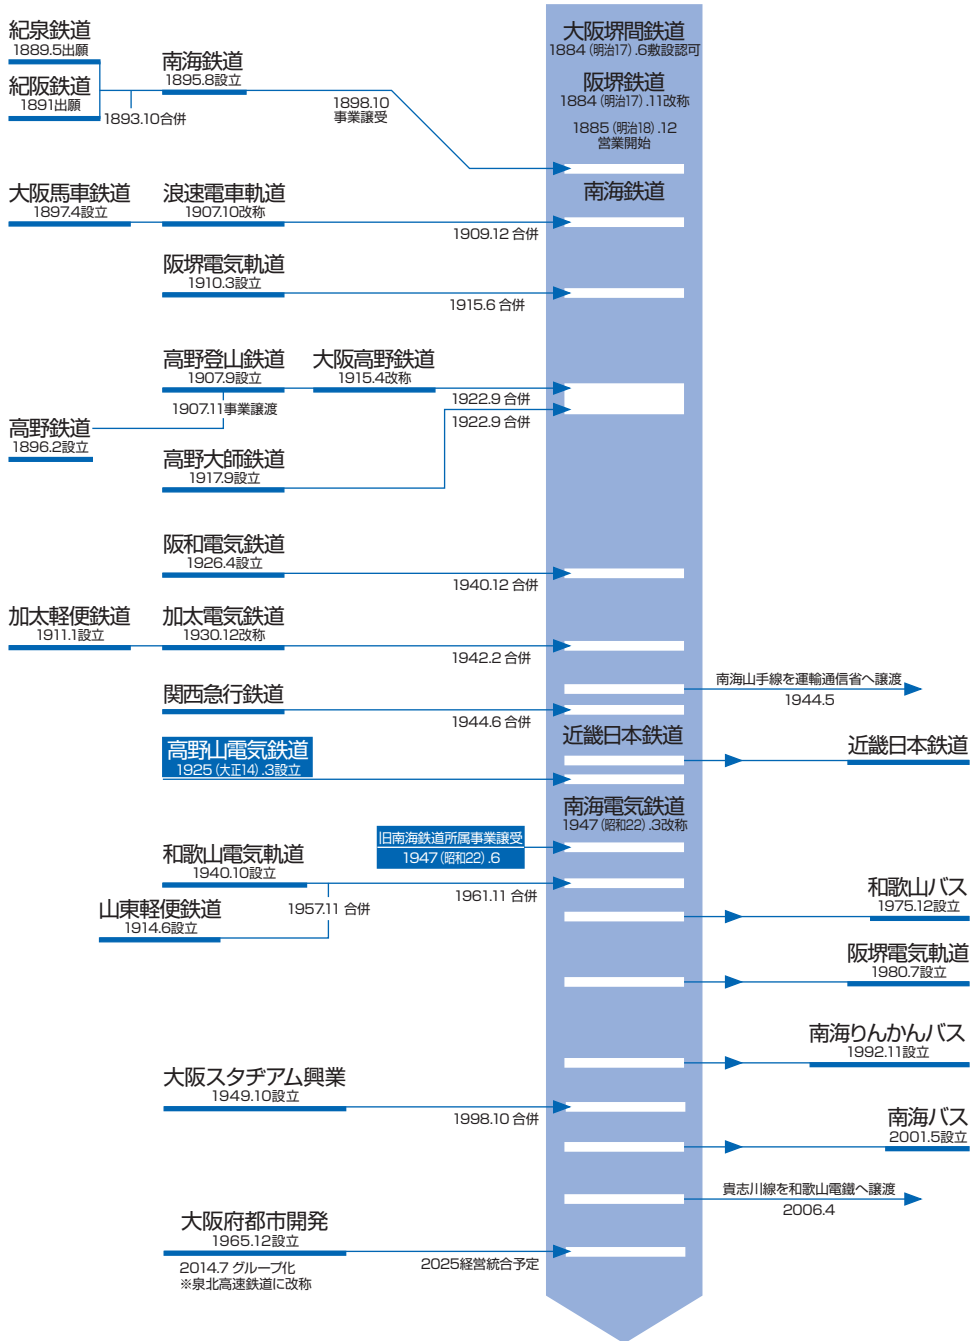 紀泉鉄道
1889.5出願
紀阪鉄道
1891出願
1893.10合併
南海鉄道
1895.8設立
1898.10
事業譲受
大阪堺間鉄道
1884（明治17）.6敷設認可
阪堺鉄道
1884（明治17）.11改称
1885（明治18）.12
営業開始
南海鉄道
大阪馬車鉄道
1897.4設立
浪速電車軌道
1907.10改称
1909.12 合併
阪堺電気軌道
1910.3設立
1915.6 合併
高野登山鉄道
1907.9設立
大阪高野鉄道
1915.4改称
1922.9 合併
1907.11事業譲渡
1922.9 合併
高野鉄道
1896.2設立
高野大師鉄道
1917.9設立
阪和電気鉄道
1926.4設立
1940.12 合併
加太軽便鉄道
1911.1設立
加太電気鉄道
1930.12改称
1942.2 合併
南海山手線を運輸通信省へ譲渡
1944.5
関西急行鉄道
1944.6 合併
近畿日本鉄道
近畿日本鉄道
高野山電気鉄道
1925（大正14）.3設立
南海電気鉄道
1947（昭和22）.3改称
旧南海鉄道所属事業譲受
1947（昭和22）.6
和歌山電気軌道
1940.10設立
1961.11 合併
1957.11 合併
山東軽便鉄道
1914.6設立
和歌山バス
1975.12設立
阪堺電気軌道
1980.7設立
南海りんかんバス
1992.11設立
大阪スタヂアム興業
1949.10設立
1998.10 合併
南海バス
2001.5設立
貴志川線を和歌山電鐵へ譲渡
2006.4
大阪府都市開発
1965.12設立
2025経営統合予定
2014.7 グループ化
※泉北高速鉄道に改称